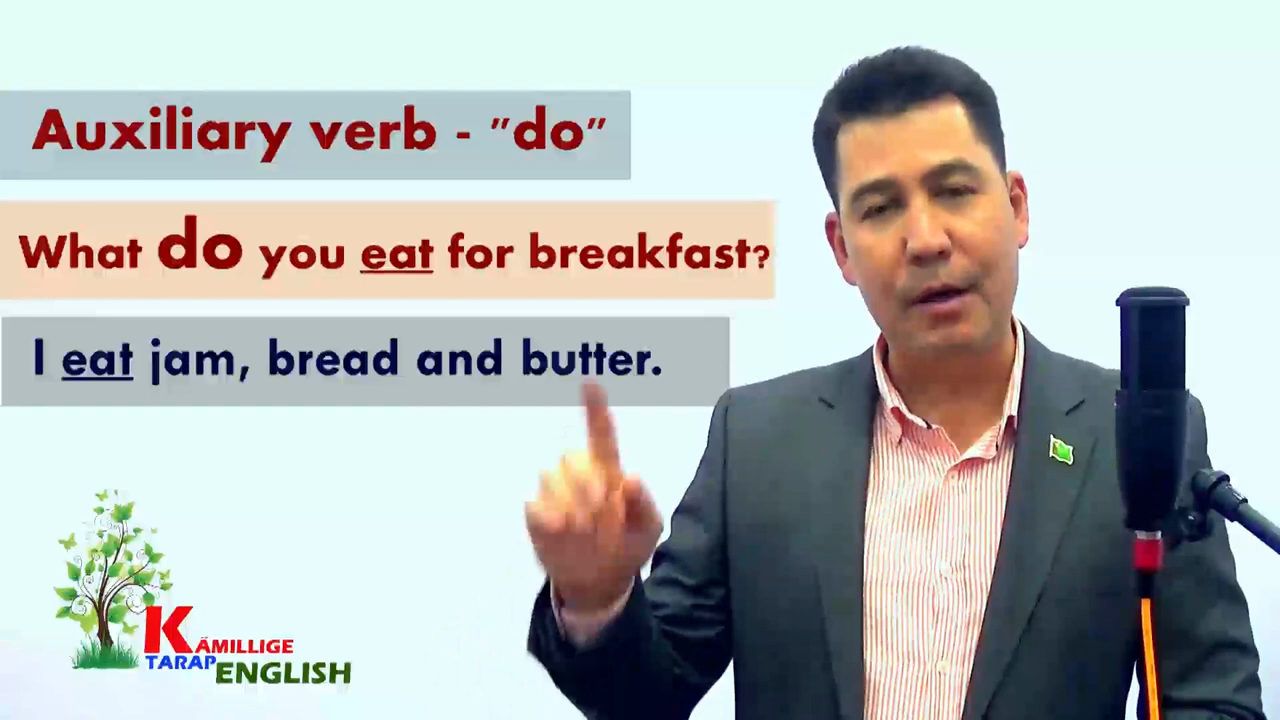 Auxiliary verb - "do"
What do you eat for breakfast?
I eat jam, bread and butter.
KÄMILLIGE
TARAP ENGLISH